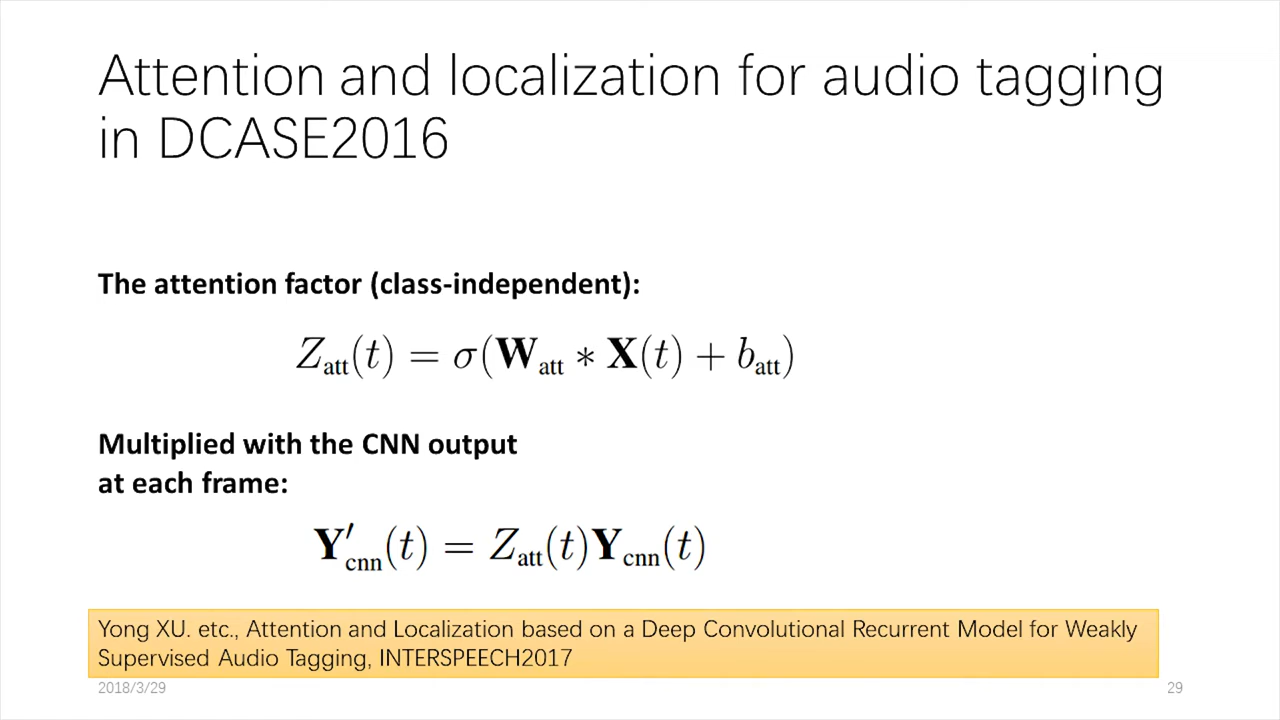 Attention and localization for audio tagging
in DCASE2016
The attention factor (class-independent):
Z_att(t) = σ(W_att * X(t) + b_att)
Multiplied with the CNN output
at each frame:
Y′_cnn(t) = Z_att(t)Y_cnn(t)
Yong XU. etc., Attention and Localization based on a Deep Convolutional Recurrent Model for Weakly
Supervised Audio Tagging, INTERSPEECH2017
2018/3/29
29